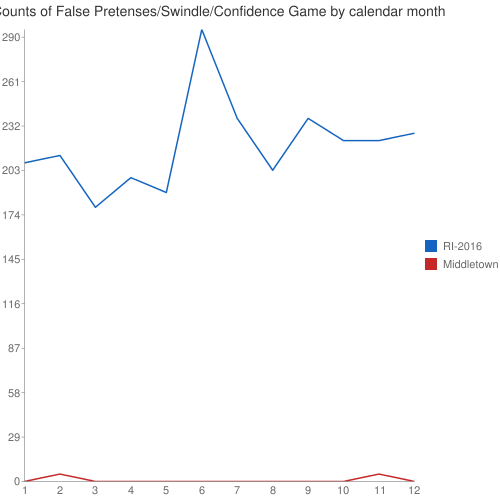 Counts of False Pretenses/Swindle/Confidence Game by calendar month
290
261
232
203
174
145
116
87
58
29
0
1 2 3 4 5 6 7 8 9 10 11 12
RI-2016
Middletown